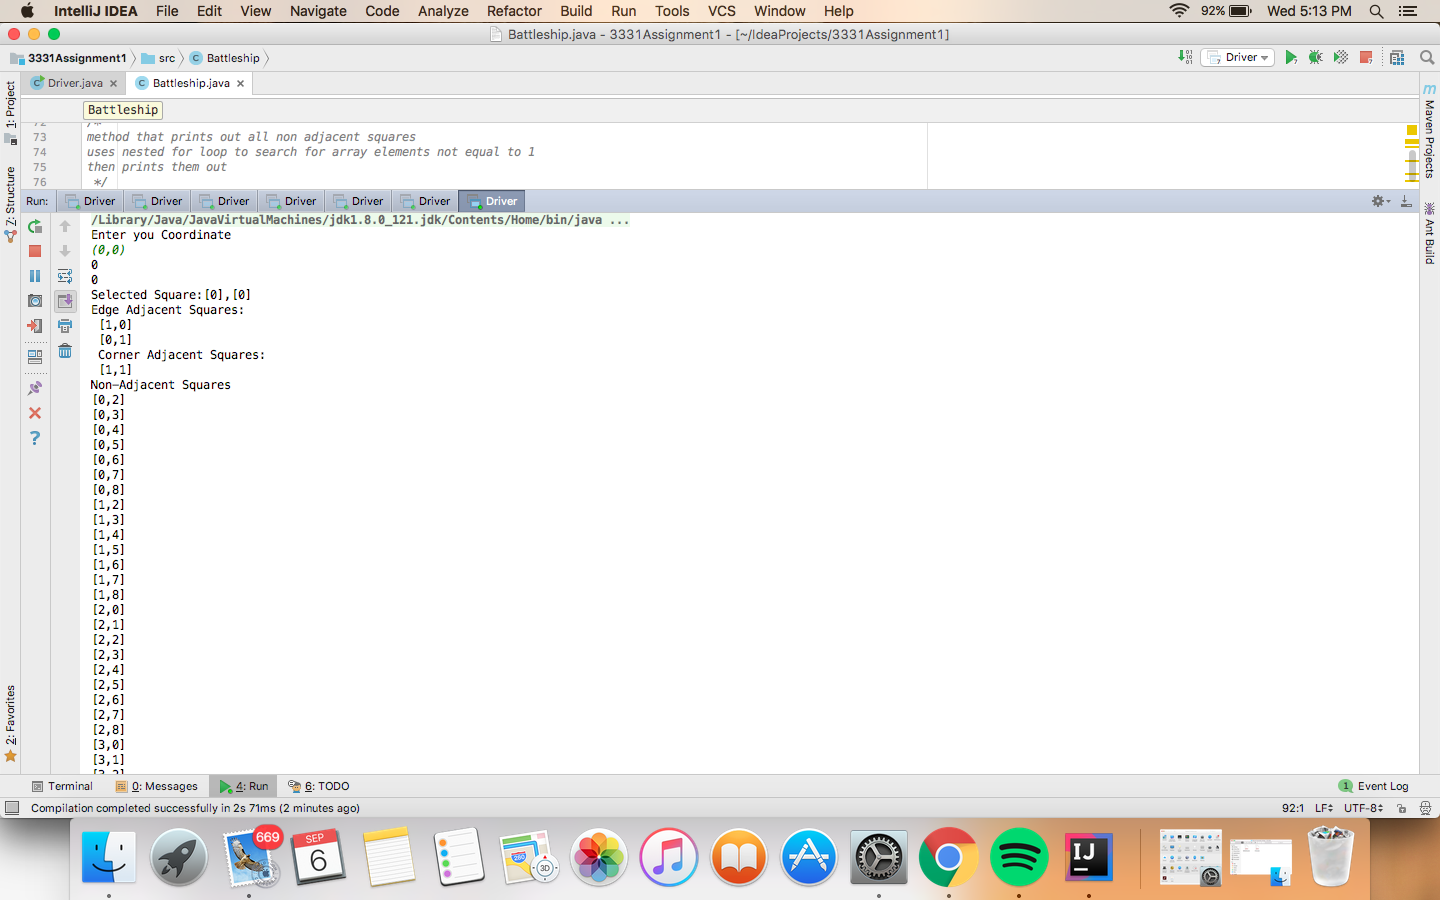 IntelliJ IDEA File Edit View Navigate Code Analyze Refactor Build Run Tools VCS Window Help 92% Wed 5:13 PM
Battleship.java - 3331Assignment1 - [~/IdeaProjects/3331Assignment1]
3331Assignment1 src Battleship Driver
Driver.java Battleship.java
1: Project
Z: Structure
2: Favorites
Maven Projects
Ant Build
Battleship
72 /*
73 method that prints out all non adjacent squares
74 uses nested for loop to search for array elements not equal to 1
75 then prints them out
76 */
Run: Driver Driver Driver Driver Driver Driver Driver
/Library/Java/JavaVirtualMachines/jdk1.8.0_121.jdk/Contents/Home/bin/java ...
Enter you Coordinate
(0,0)
0
0
Selected Square:[0],[0]
Edge Adjacent Squares:
[1,0]
[0,1]
Corner Adjacent Squares:
[1,1]
Non-Adjacent Squares
[0,2]
[0,3]
[0,4]
[0,5]
[0,6]
[0,7]
[0,8]
[1,2]
[1,3]
[1,4]
[1,5]
[1,6]
[1,7]
[1,8]
[2,0]
[2,1]
[2,2]
[2,3]
[2,4]
[2,5]
[2,6]
[2,7]
[2,8]
[3,0]
[3,1]
[3,2]
Terminal 0: Messages 4: Run 6: TODO 1 Event Log
Compilation completed successfully in 2s 71ms (2 minutes ago) 92:1 LF UTF-8
669
SEP
6
280
3D
IJ